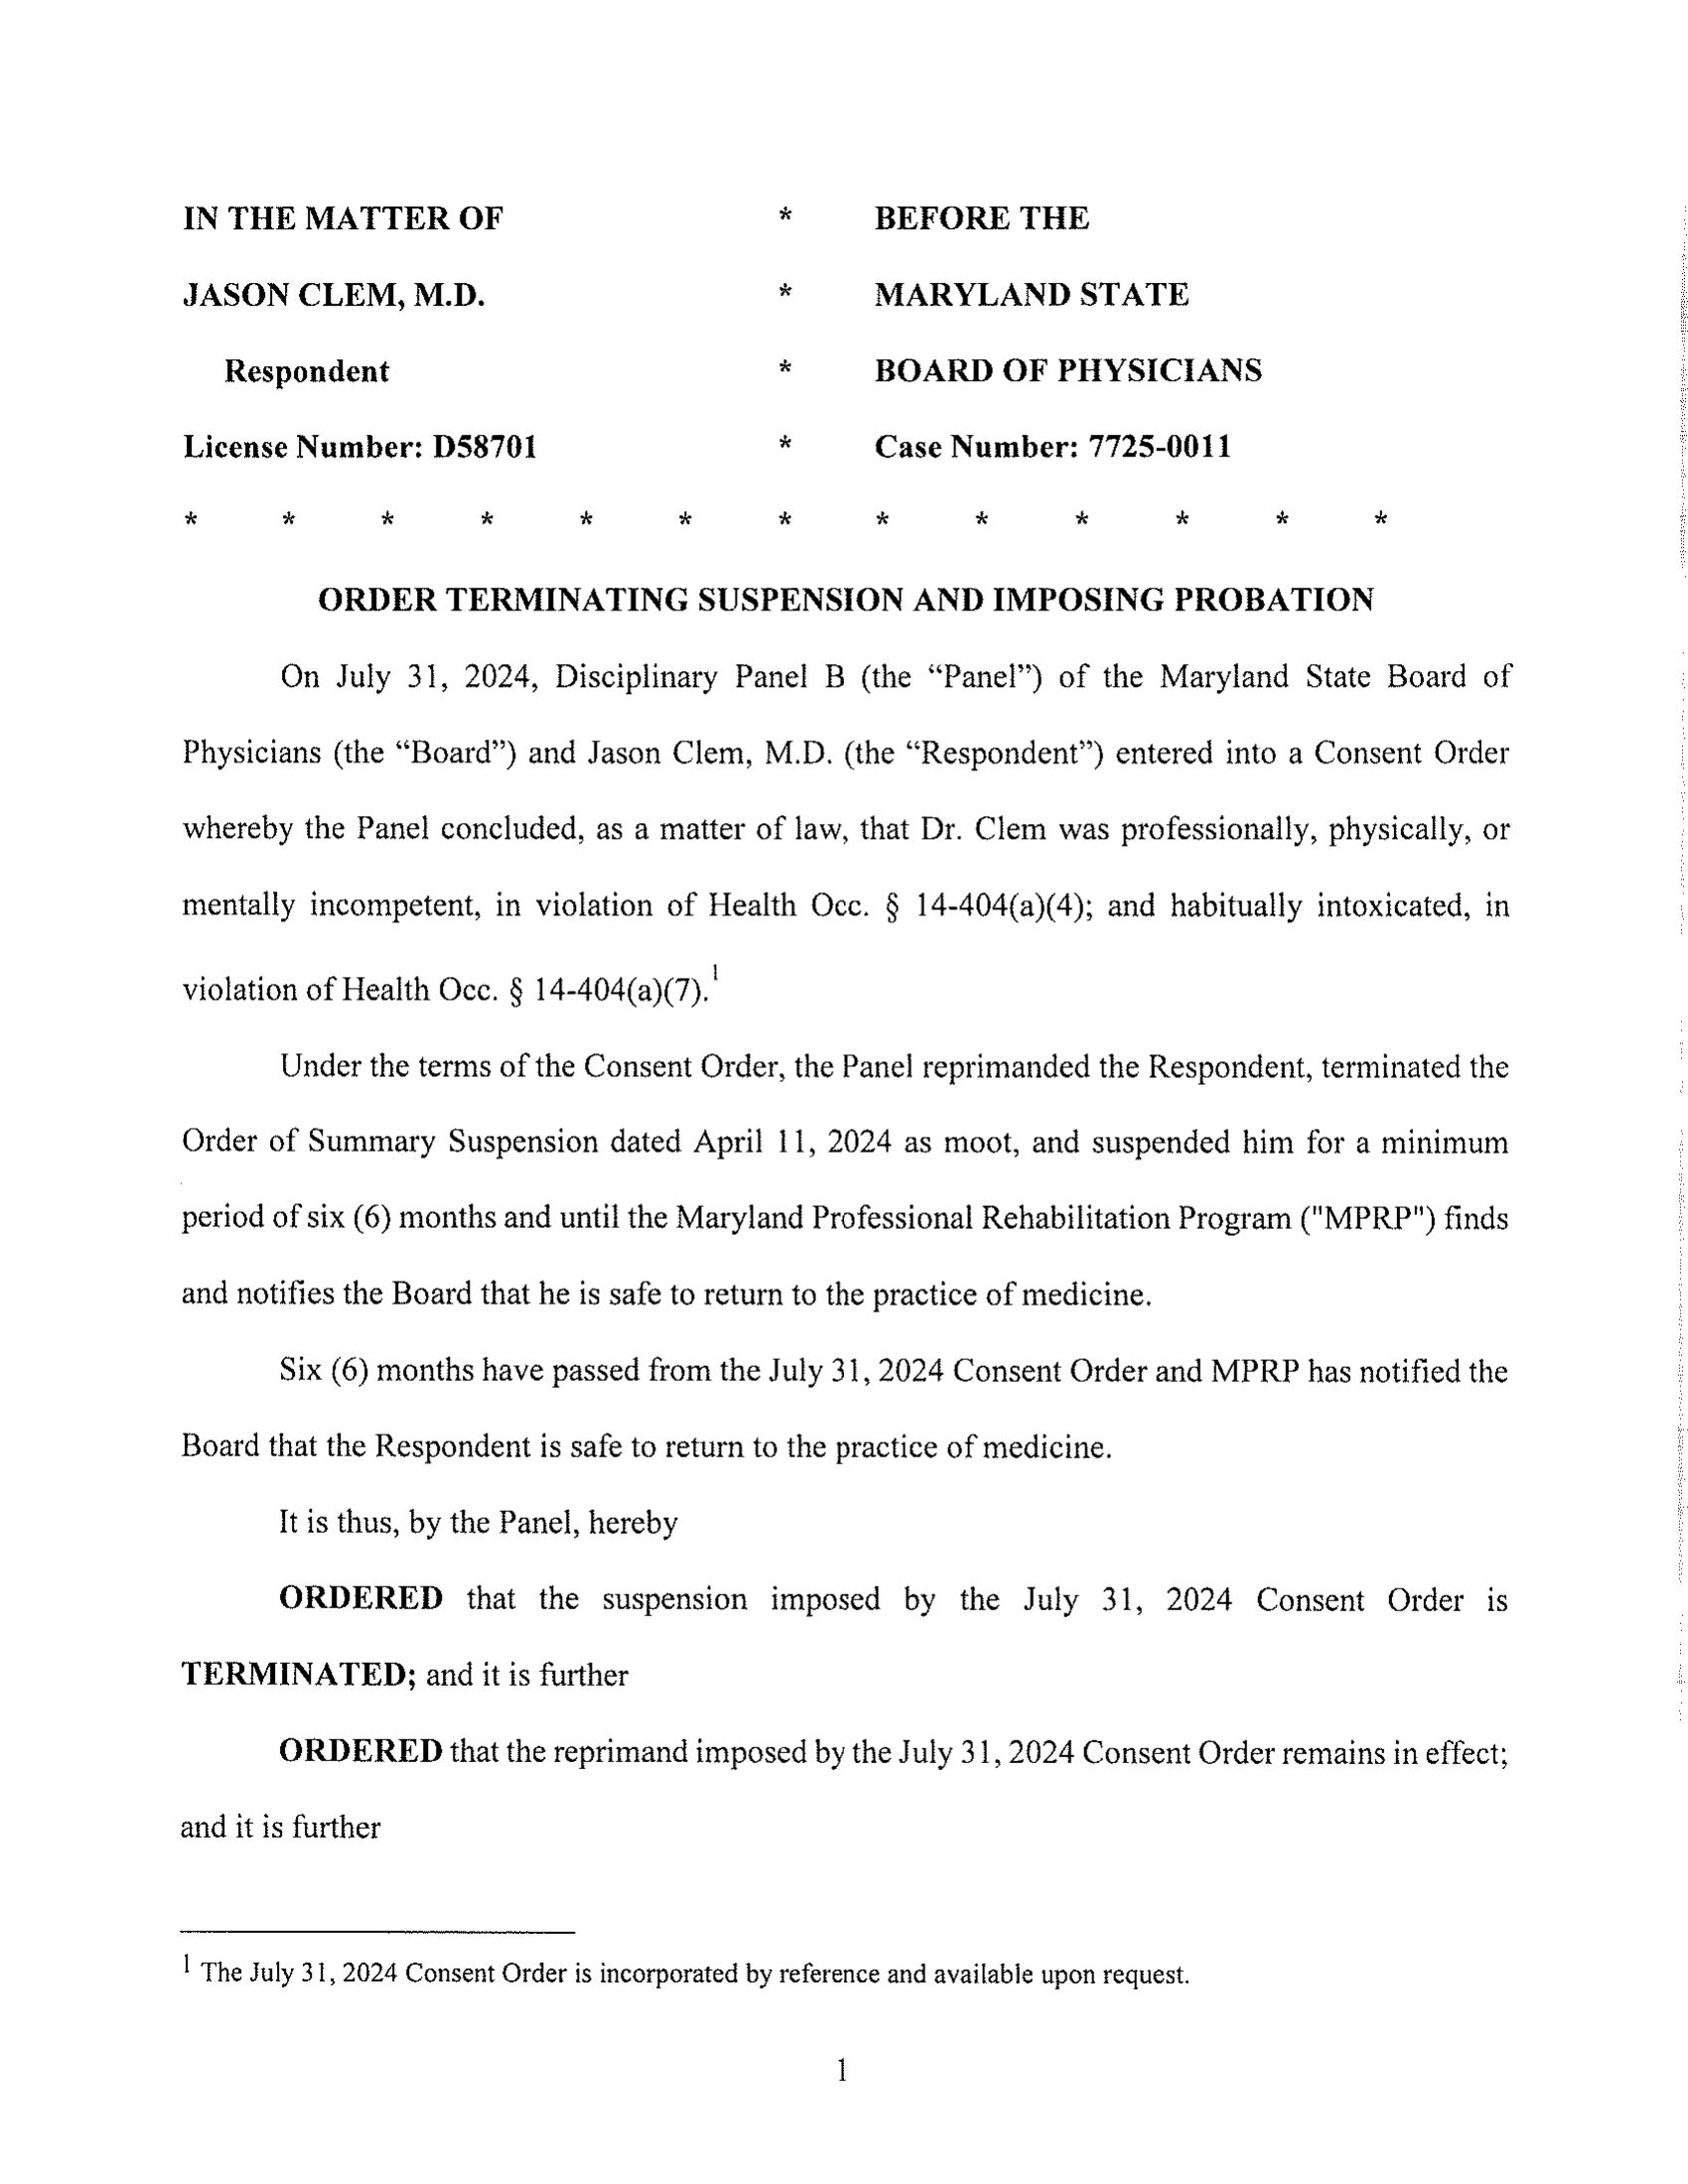 IN THE MATTER OF * BEFORE THE
JASON CLEM, M.D. * MARYLAND STATE
Respondent * BOARD OF PHYSICIANS
License Number: D58701 * Case Number: 7725-0011
* * * * * * * * * * * * *
ORDER TERMINATING SUSPENSION AND IMPOSING PROBATION
On July 31, 2024, Disciplinary Panel B (the “Panel”) of the Maryland State Board of
Physicians (the “Board”) and Jason Clem, M.D. (the “Respondent”) entered into a Consent Order
whereby the Panel concluded, as a matter of law, that Dr. Clem was professionally, physically, or
mentally incompetent, in violation of Health Occ. § 14-404(a)(4); and habitually intoxicated, in
violation of Health Occ. § 14-404(a)(7).1
Under the terms of the Consent Order, the Panel reprimanded the Respondent, terminated the
Order of Summary Suspension dated April 11, 2024 as moot, and suspended him for a minimum
period of six (6) months and until the Maryland Professional Rehabilitation Program ("MPRP") finds
and notifies the Board that he is safe to return to the practice of medicine.
Six (6) months have passed from the July 31, 2024 Consent Order and MPRP has notified the
Board that the Respondent is safe to return to the practice of medicine.
It is thus, by the Panel, hereby
ORDERED that the suspension imposed by the July 31, 2024 Consent Order is
TERMINATED; and it is further
ORDERED that the reprimand imposed by the July 31, 2024 Consent Order remains in effect;
and it is further
1 The July 31, 2024 Consent Order is incorporated by reference and available upon request.
1